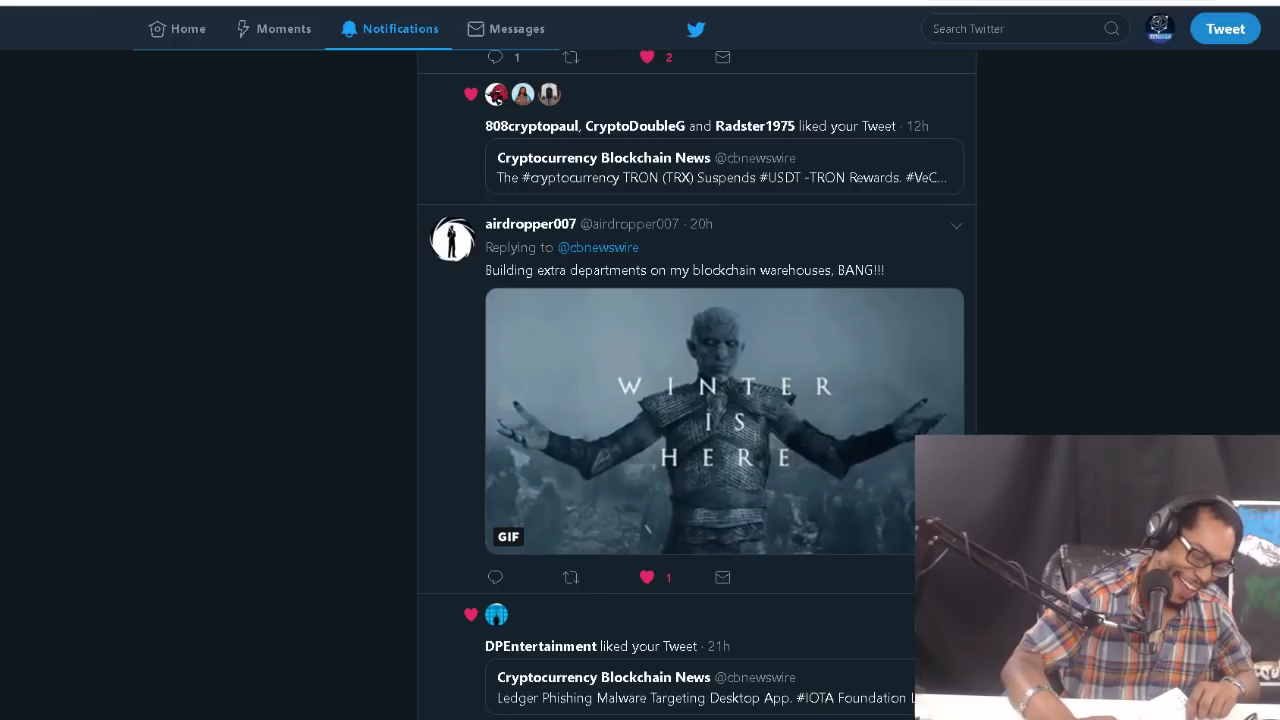 Home Moments Notifications Messages Search Twitter Tweet
1 2
808cryptopaul, CryptoDoubleG and Radster1975 liked your Tweet · 12h
Cryptocurrency Blockchain News @cbnewswire
The #cryptocurrency TRON (TRX) Suspends #USDT -TRON Rewards. #VeC...
airdropper007 @airdropper007 · 20h
Replying to @cbnewswire
Building extra departments on my blockchain warehouses, BANG!!!
WINTER
IS
HERE
GIF
1
DPEntertainment liked your Tweet · 21h
Cryptocurrency Blockchain News @cbnewswire
Ledger Phishing Malware Targeting Desktop App. #IOTA Foundation L